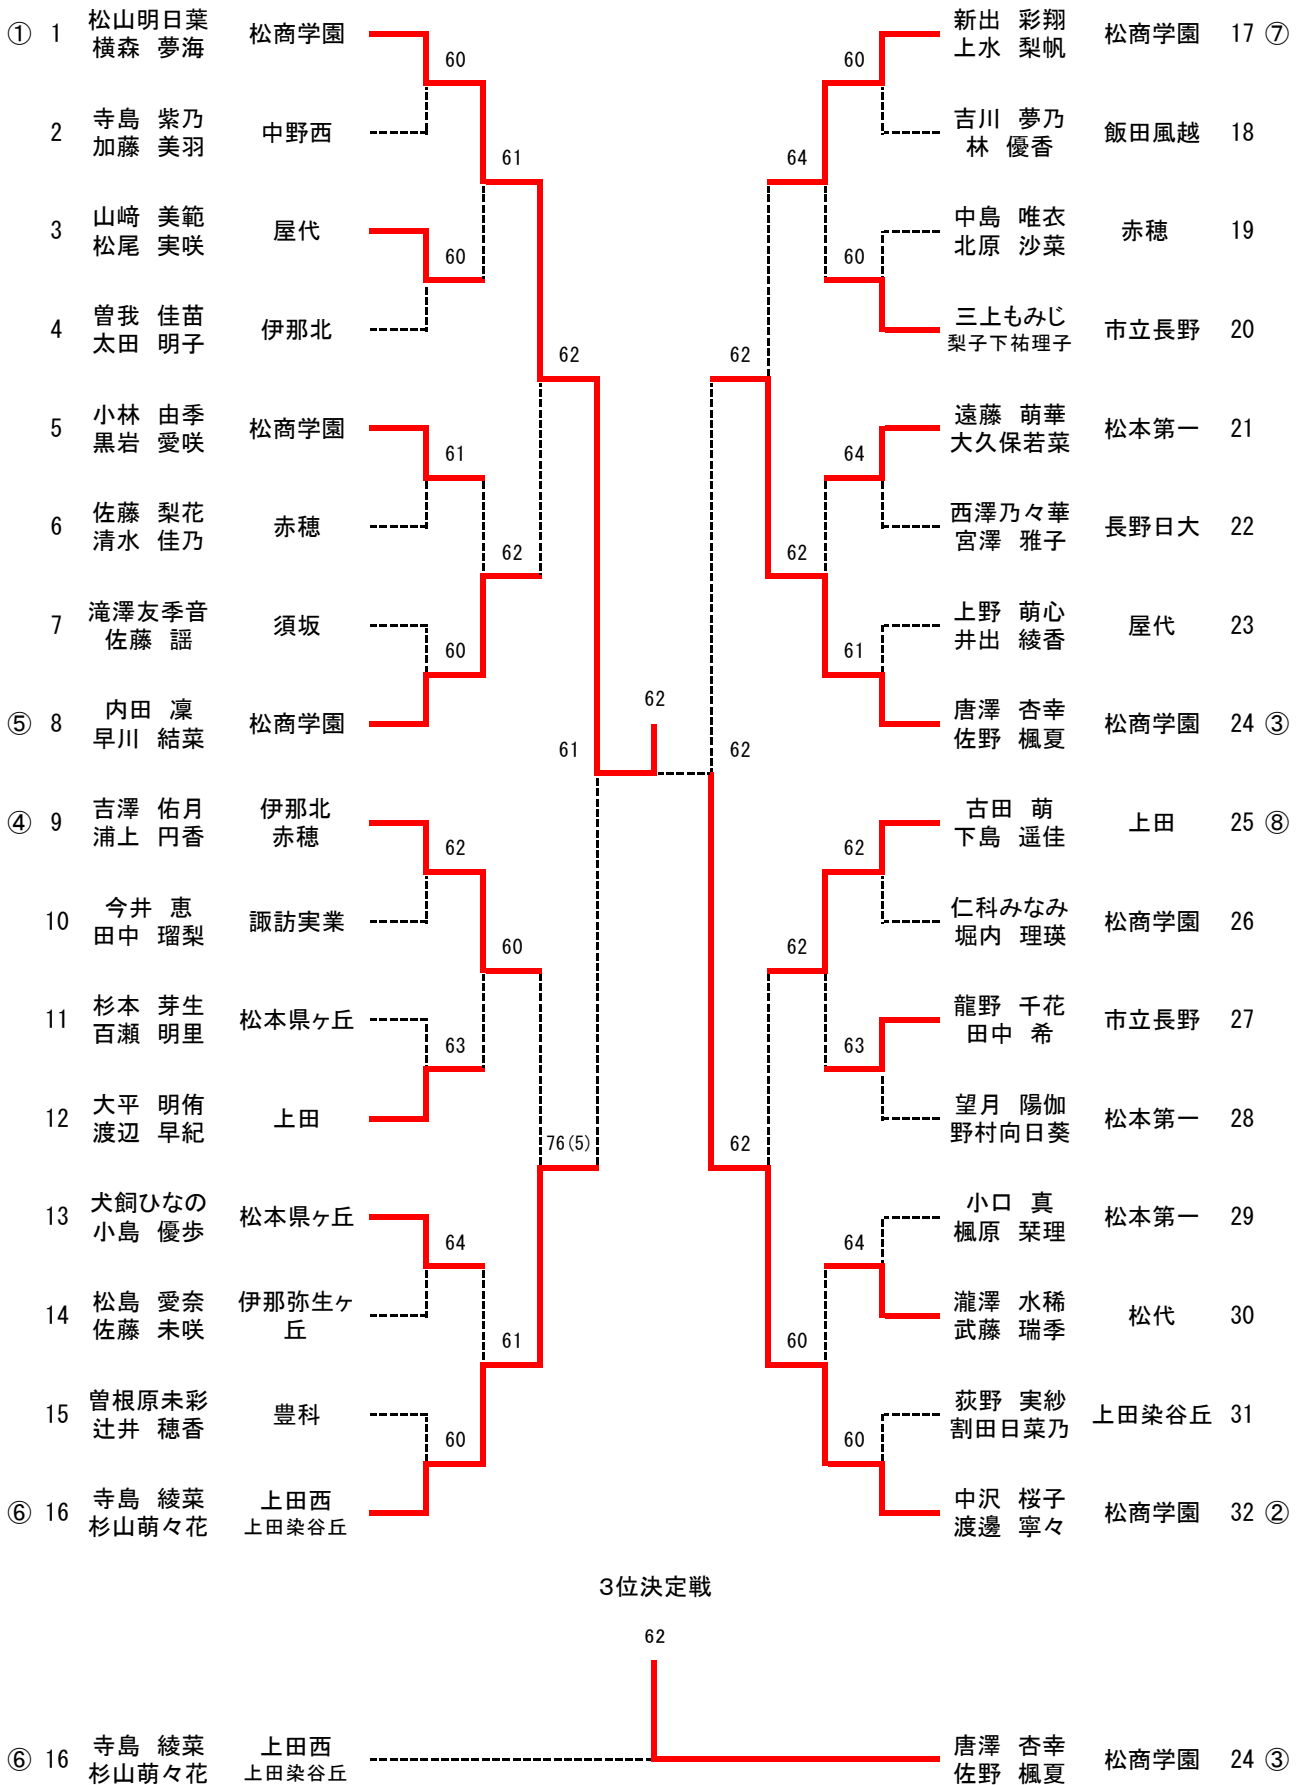 ① 1 松山明日葉 横森 夢海 松商学園
60
2 寺島 紫乃 加藤 美羽 中野西
61
3 山﨑 美範 松尾 実咲 屋代
60
4 曽我 佳苗 太田 明子 伊那北
62
5 小林 由季 黒岩 愛咲 松商学園
61
6 佐藤 梨花 清水 佳乃 赤穂
62
7 滝澤友季音 佐藤 謡 須坂
60
⑤ 8 内田 凜 早川 結菜 松商学園
61
④ 9 吉澤 佑月 浦上 円香 伊那北 赤穂
62
10 今井 恵 田中 瑠梨 諏訪実業
60
11 杉本 芽生 百瀬 明里 松本県ヶ丘
63
12 大平 明侑 渡辺 早紀 上田
76(5)
13 犬飼ひなの 小島 優歩 松本県ヶ丘
64
14 松島 愛奈 佐藤 未咲 伊那弥生ヶ丘
61
15 曽根原未彩 辻井 穂香 豊科
60
⑥ 16 寺島 綾菜 杉山萌々花 上田西 上田染谷丘
62
新出 彩翔 上水 梨帆 松商学園 17 ⑦
60
吉川 夢乃 林 優香 飯田風越 18
64
中島 唯衣 北原 沙菜 赤穂 19
60
三上もみじ 梨子下祐理子 市立長野 20
62
遠藤 萌華 大久保若菜 松本第一 21
64
西澤乃々華 宮澤 雅子 長野日大 22
62
上野 萌心 井出 綾香 屋代 23
61
唐澤 杏幸 佐野 楓夏 松商学園 24 ③
62
古田 萌 下島 遥佳 上田 25 ⑧
62
仁科みなみ 堀内 理瑛 松商学園 26
62
龍野 千花 田中 希 市立長野 27
63
望月 陽伽 野村向日葵 松本第一 28
62
小口 真 楓原 栞理 松本第一 29
64
瀧澤 水稀 武藤 瑞季 松代 30
60
荻野 実紗 割田日菜乃 上田染谷丘 31
60
中沢 桜子 渡邊 寧々 松商学園 32 ②
３位決定戦
62
⑥ 16 寺島 綾菜 杉山萌々花 上田西 上田染谷丘
唐澤 杏幸 佐野 楓夏 松商学園 24 ③